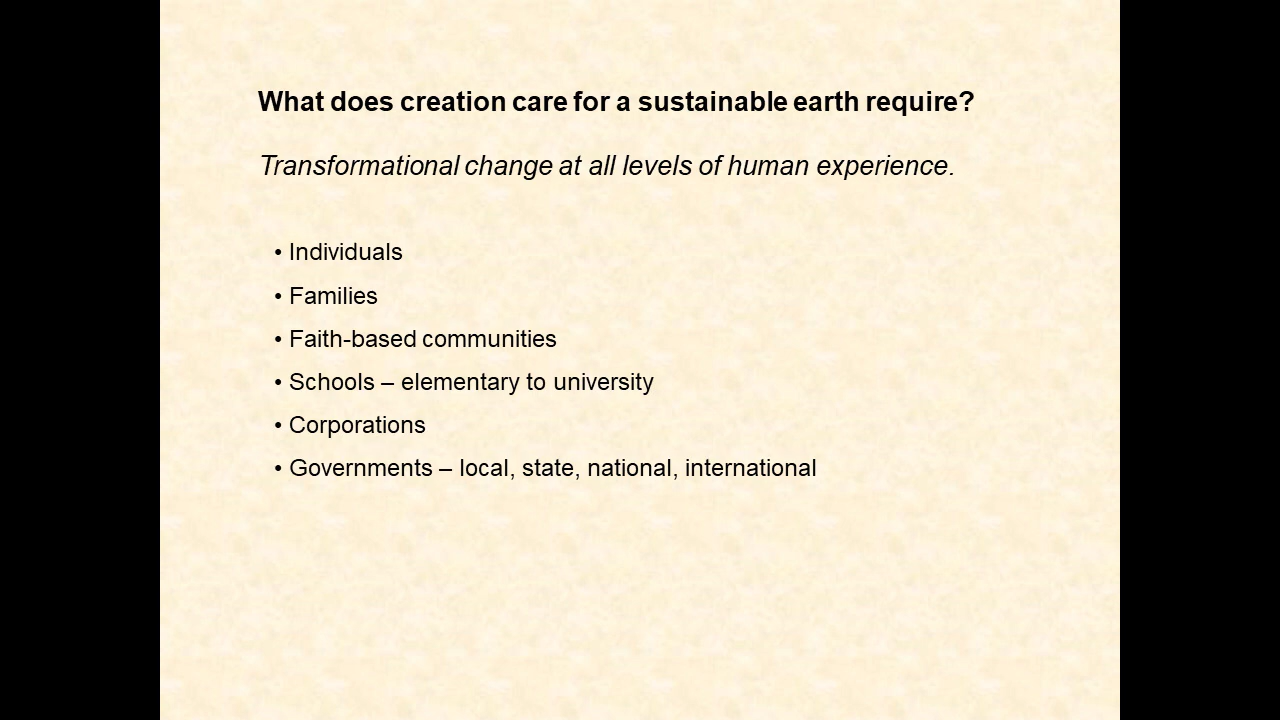 What does creation care for a sustainable earth require?
Transformational change at all levels of human experience.
• Individuals
• Families
• Faith-based communities
• Schools – elementary to university
• Corporations
• Governments – local, state, national, international